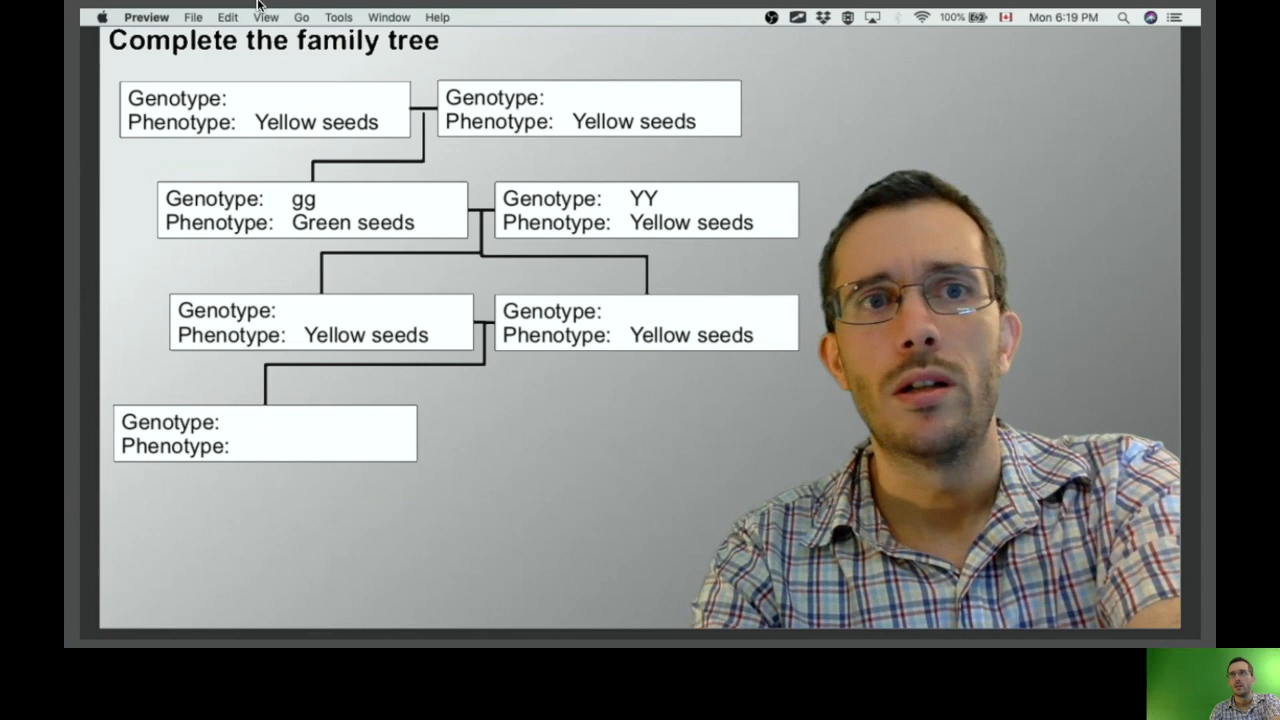 Preview File Edit View Go Tools Window Help 100% Mon 6:19 PM
Complete the family tree
Genotype:
Phenotype: Yellow seeds
Genotype:
Phenotype: Yellow seeds
Genotype: gg
Phenotype: Green seeds
Genotype: YY
Phenotype: Yellow seeds
Genotype:
Phenotype: Yellow seeds
Genotype:
Phenotype: Yellow seeds
Genotype:
Phenotype: